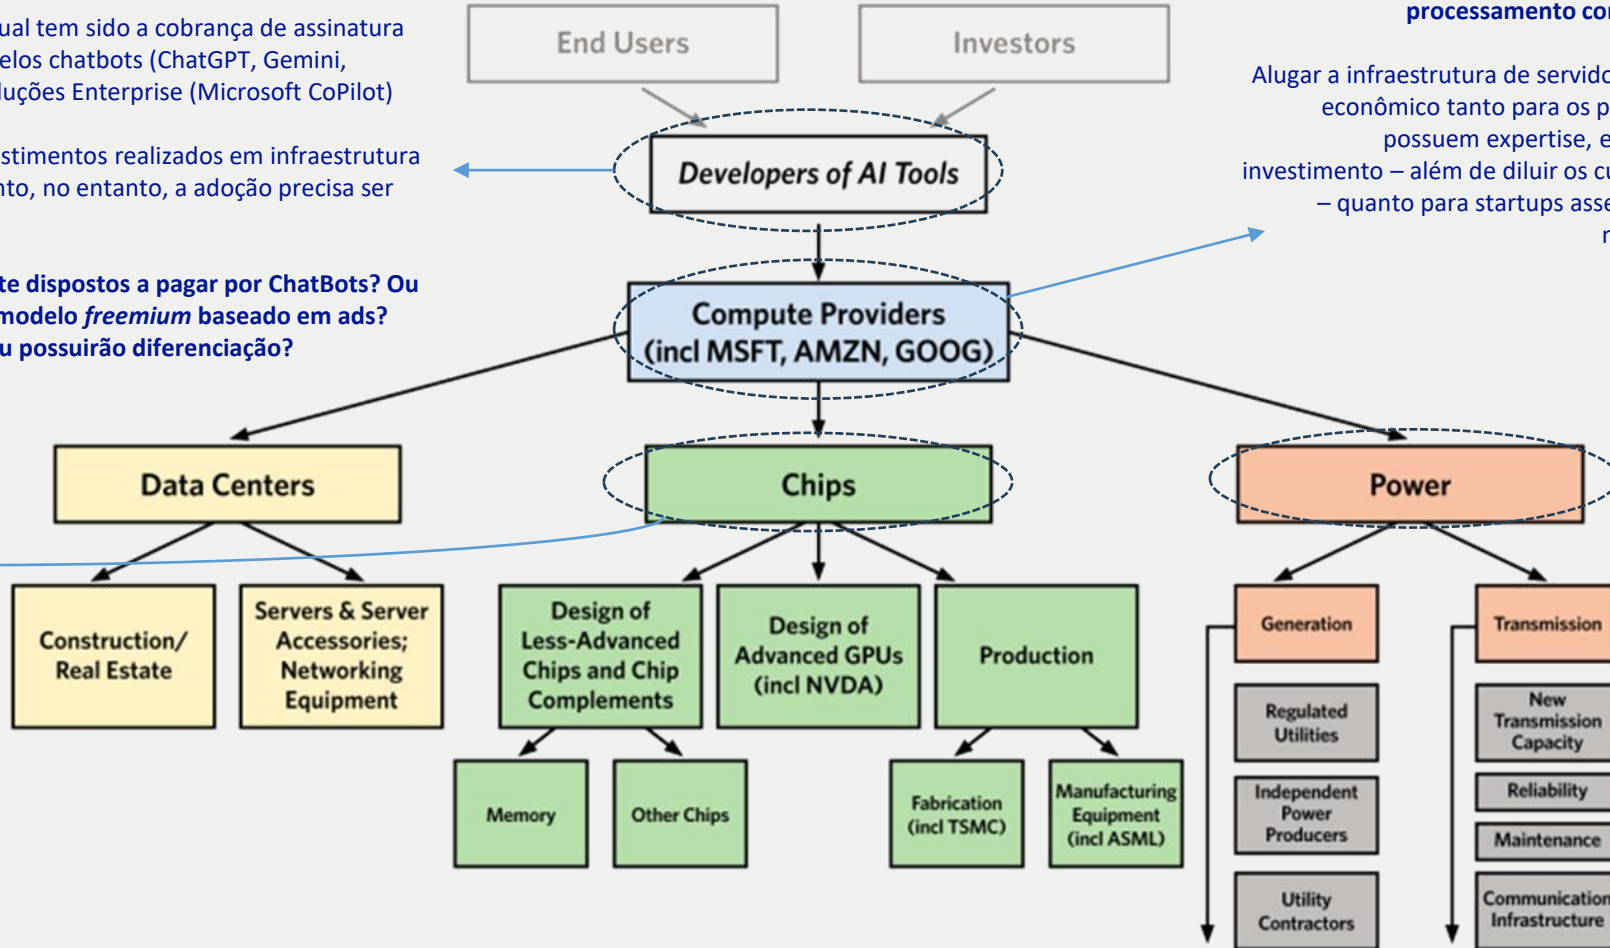 ual tem sido a cobrança de assinatura
elos chatbots (ChatGPT, Gemini,
luções Enterprise (Microsoft CoPilot)
estimentos realizados em infraestrutura
nto, no entanto, a adoção precisa ser
te dispostos a pagar por ChatBots? Ou
modelo freemium baseado em ads?
u possuirão diferenciação?
End Users
Investors
processamento co
Alugar a infraestrutura de servido
econômico tanto para os p
possuem expertise, e
investimento – além de diluir os cu
– quanto para startups asse
Developers of AI Tools
Compute Providers
(incl MSFT, AMZN, GOOG)
Data Centers
Chips
Power
Construction/
Real Estate
Servers & Server
Accessories;
Networking
Equipment
Design of
Less-Advanced
Chips and Chip
Complements
Design of
Advanced GPUs
(incl NVDA)
Production
Memory
Other Chips
Fabrication
(incl TSMC)
Manufacturing
Equipment
(incl ASML)
Generation
Regulated
Utilities
Independent
Power
Producers
Utility
Contractors
Transmission
New
Transmission
Capacity
Reliability
Maintenance
Communication
Infrastructure